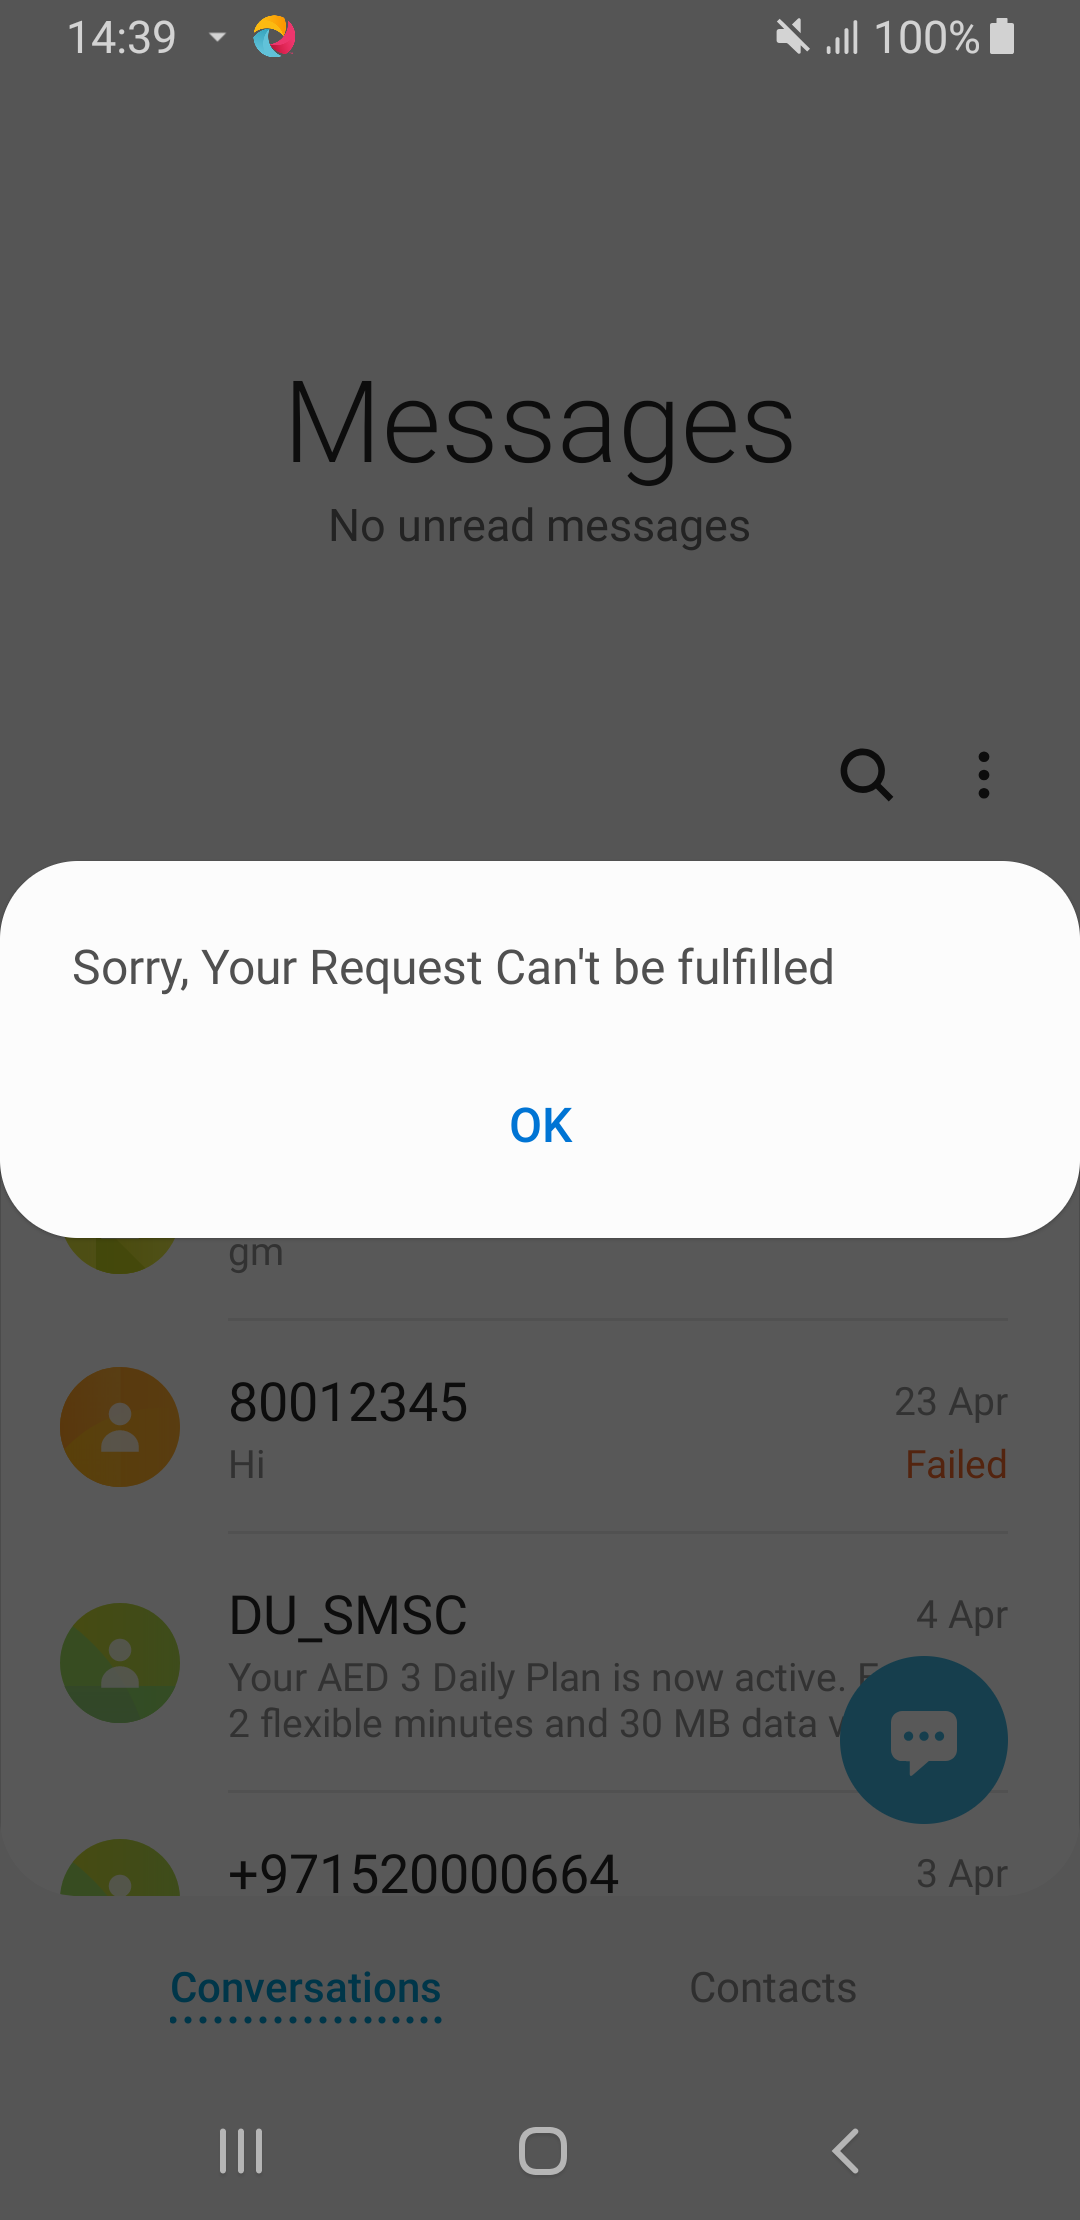 14:39
100%
Messages
No unread messages
Sorry, Your Request Can't be fulfilled
OK
gm
80012345
23 Apr
Hi
Failed
DU_SMSC
4 Apr
Your AED 3 Daily Plan is now active.
2 flexible minutes and 30 MB data
+971520000664
3 Apr
Conversations
Contacts